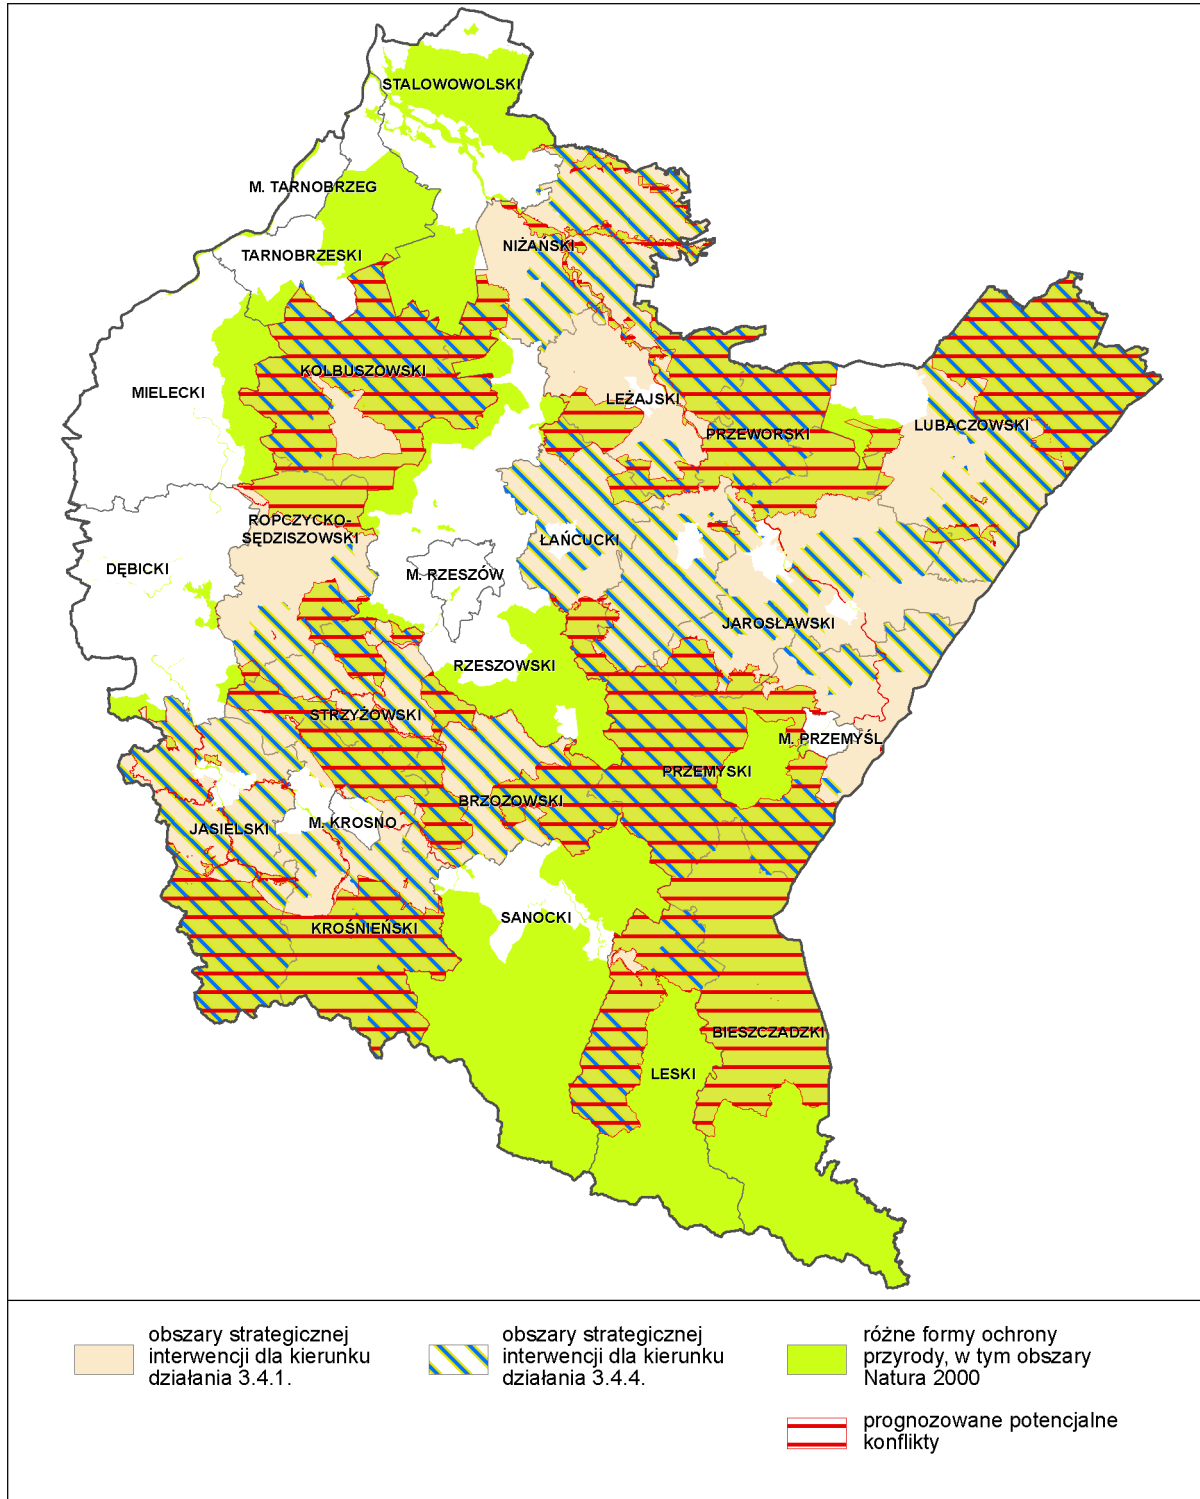 STALOWOWOLSKI
M. TARNOBRZEG
NIŻAŃSKI
TARNOBRZESKI
KOLBUSZOWSKI
MIELECKI
LEŻAJSKI
LUBACZOWSKI
PRZEWORSKI
ROPCZYCKO-
SĘDZISZOWSKI
ŁAŃCUCKI
DĘBICKI
M. RZESZÓW
JAROSŁAWSKI
RZESZOWSKI
STRZYŻOWSKI
M. PRZEMYŚL
PRZEMYSKI
BRZOZOWSKI
M. KROSNO
JASIELSKI
SANOCKI
KROŚNIEŃSKI
BIESZCZADZKI
LESKI
obszary strategicznej
interwencji dla kierunku
działania 3.4.1.
obszary strategicznej
interwencji dla kierunku
działania 3.4.4.
różne formy ochrony
przyrody, w tym obszary
Natura 2000
prognozowane potencjalne
konflikty